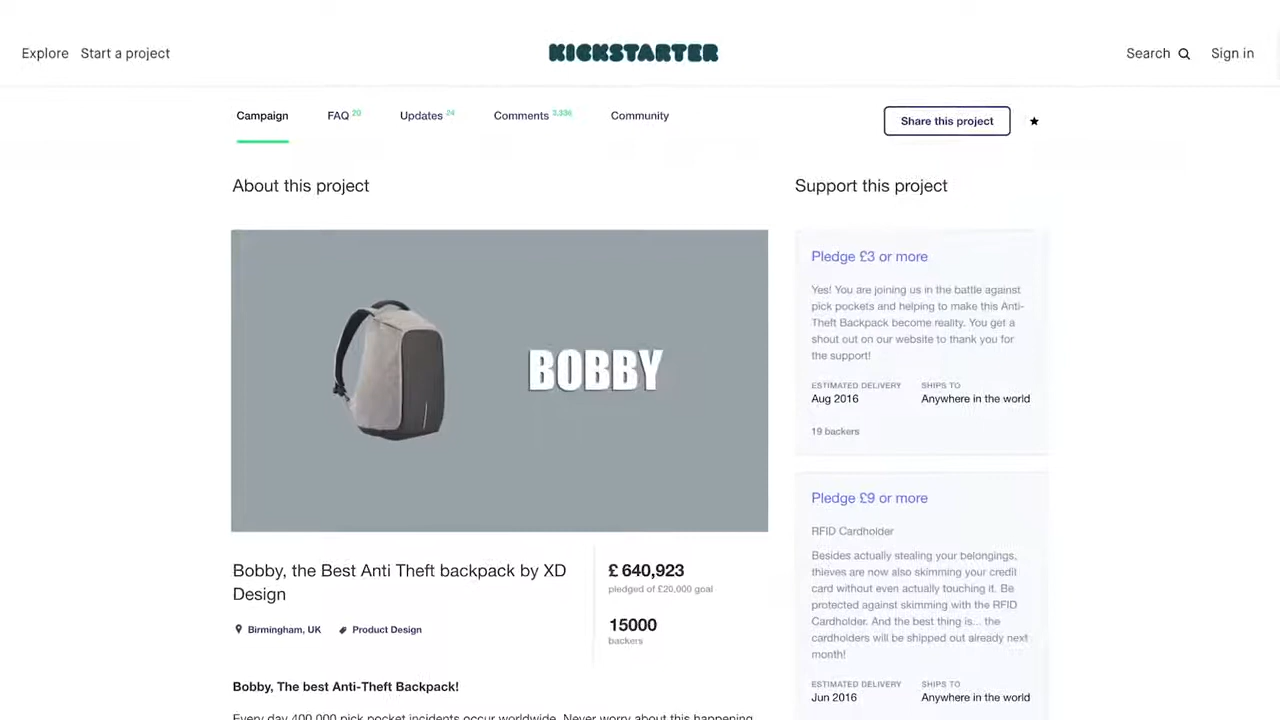 Explore Start a project KICKSTARTER Search Sign in
Campaign FAQ 20 Updates 24 Comments 3,336 Community
Share this project
About this project
BOBBY
Bobby, the Best Anti Theft backpack by XD
Design
Birmingham, UK Product Design
£ 640,923
pledged of £20,000 goal
15000
backers
Bobby, The best Anti-Theft Backpack!
Every day 400,000 pick pocket incidents occur worldwide. Never worry about this happening
Support this project
Pledge £3 or more
Yes! You are joining us in the battle against
pick pockets and helping to make this Anti-
Theft Backpack become reality. You get a
shout out on our website to thank you for
the support!
ESTIMATED DELIVERY SHIPS TO
Aug 2016 Anywhere in the world
19 backers
Pledge £9 or more
RFID Cardholder
Besides actually stealing your belongings,
thieves are now also skimming your credit
card without even actually touching it. Be
protected against skimming with the RFID
Cardholder. And the best thing is... the
cardholders will be shipped out already next
month!
ESTIMATED DELIVERY SHIPS TO
Jun 2016 Anywhere in the world